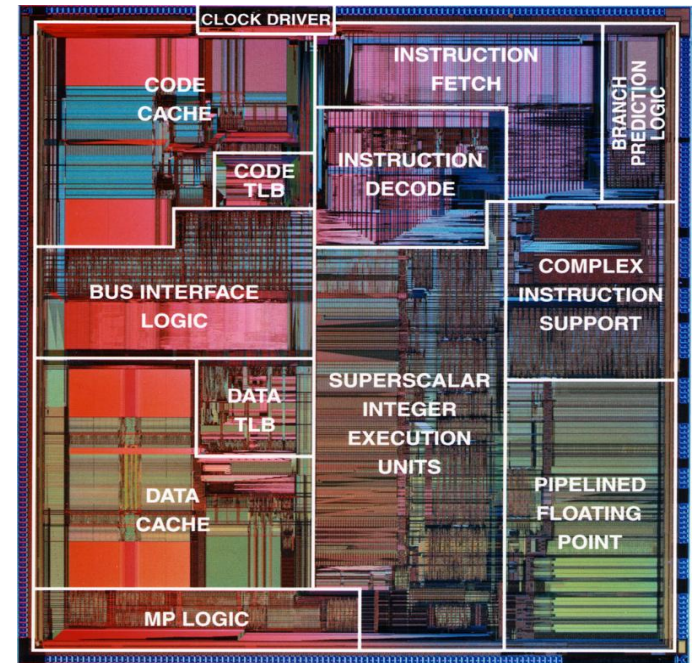 CLOCK DRIVER
CODE
CACHE
INSTRUCTION
FETCH
BRANCH
PREDICTION
LOGIC
CODE
TLB
INSTRUCTION
DECODE
BUS INTERFACE
LOGIC
COMPLEX
INSTRUCTION
SUPPORT
DATA
TLB
SUPERSCALAR
INTEGER
EXECUTION
UNITS
DATA
CACHE
PIPELINED
FLOATING
POINT
MP LOGIC